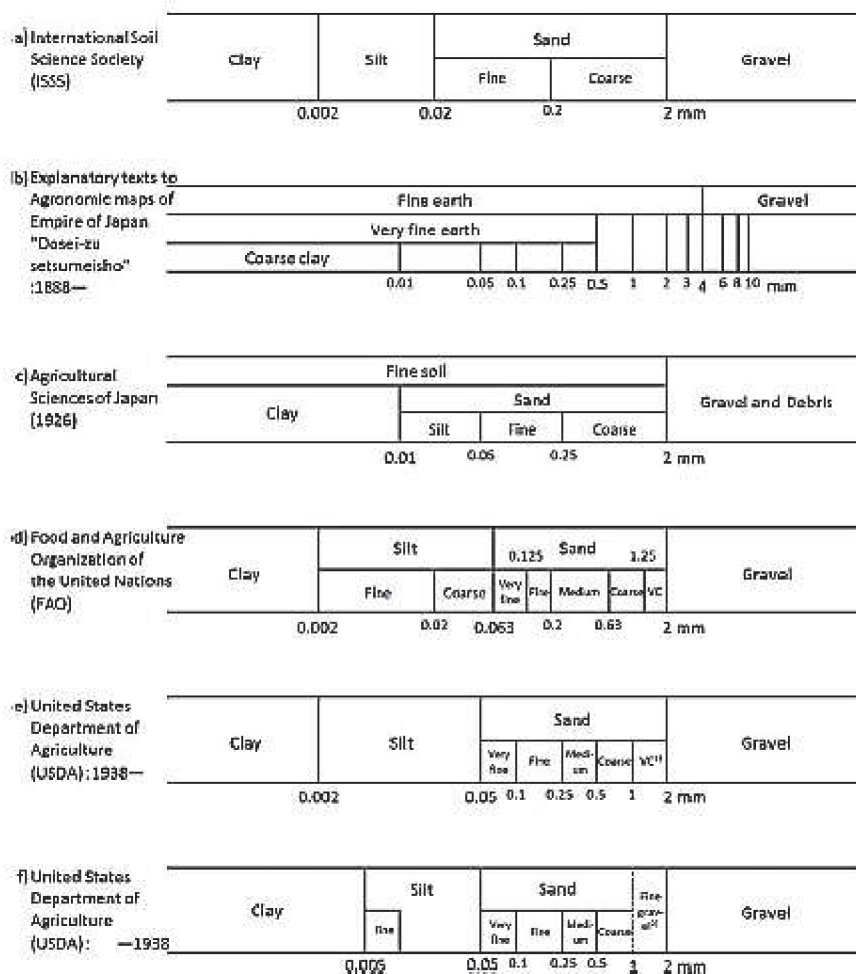 a) International Soil
Science Society
(ISSS)
Clay
Silt
Sand
Fine
Coarse
Gravel
0.002
0.02
0.2
2 mm
b) Explanatory texts to
Agronomic maps of
Empire of Japan
"Dosei-zu
setsumeisho"
:1888—
Fine earth
Gravel
Very fine earth
Coarse clay
0.01
0.05
0.1
0.25
0.5
1
2
3
4
6
8
10
mm
c) Agricultural
Sciences of Japan
(1926)
Fine soil
Clay
Sand
Silt
Fine
Coarse
Gravel and Debris
0.01
0.05
0.25
2 mm
d) Food and Agriculture
Organization of
the United Nations
(FAO)
Clay
Silt
Fine
Coarse
0.125
Sand
1.25
Very
fine
Fine
Medium
Coarse
VC
Gravel
0.002
0.02
0.063
0.2
0.63
2 mm
e) United States
Department of
Agriculture
(USDA):1938—
Clay
Silt
Sand
Very
fine
Fine
Medi-
um
Coarse
VC¹⁾
Gravel
0.002
0.05
0.1
0.25
0.5
1
2 mm
f) United States
Department of
Agriculture
(USDA): —1938
Clay
Silt
fine
Sand
Very
fine
Fine
Medi-
um
Coarse
Fine
grav-
el²⁾
Gravel
0.005
0.05
0.1
0.25
0.5
1
2 mm